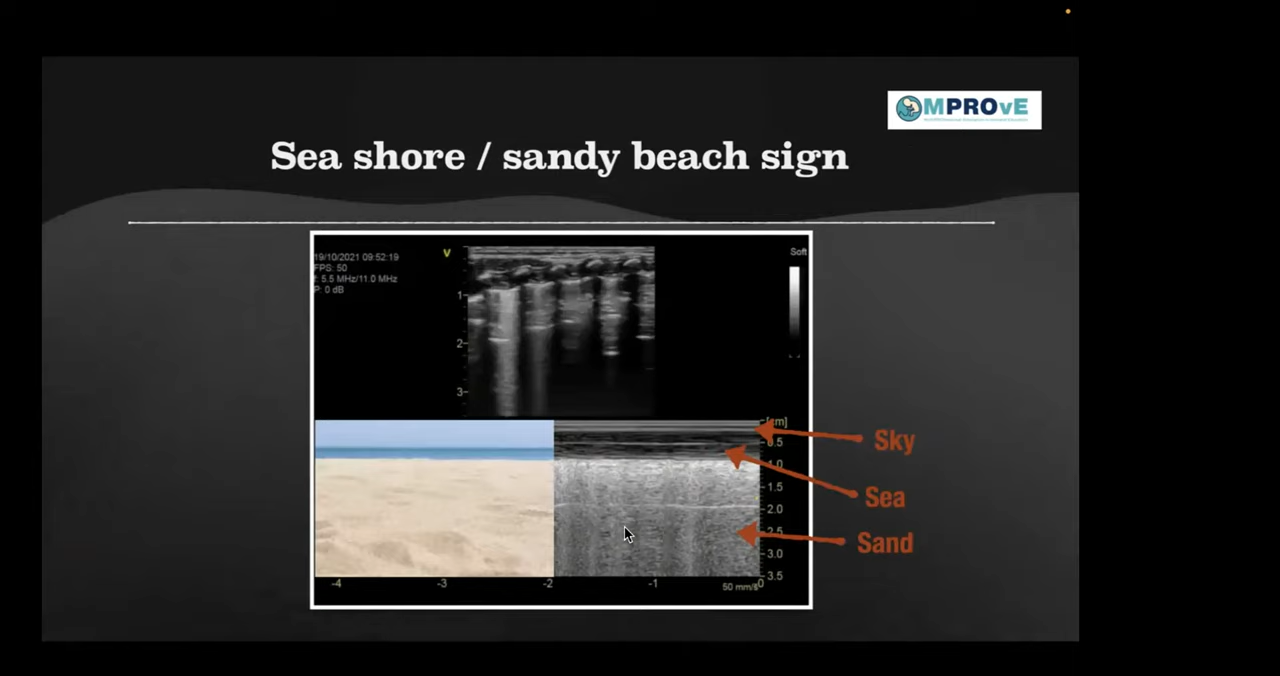 MPROvE
Sea shore / sandy beach sign
19/10/2021 09:52:19
FPS: 50
f: 5.5 MHz/11.0 MHz
P: 0 dB
V
Soft
1
2
3
[cm]
0.5
1.0
1.5
2.0
2.5
3.0
3.5
Sky
Sea
Sand
-4 -3 -2 -1 0
50 mm/s